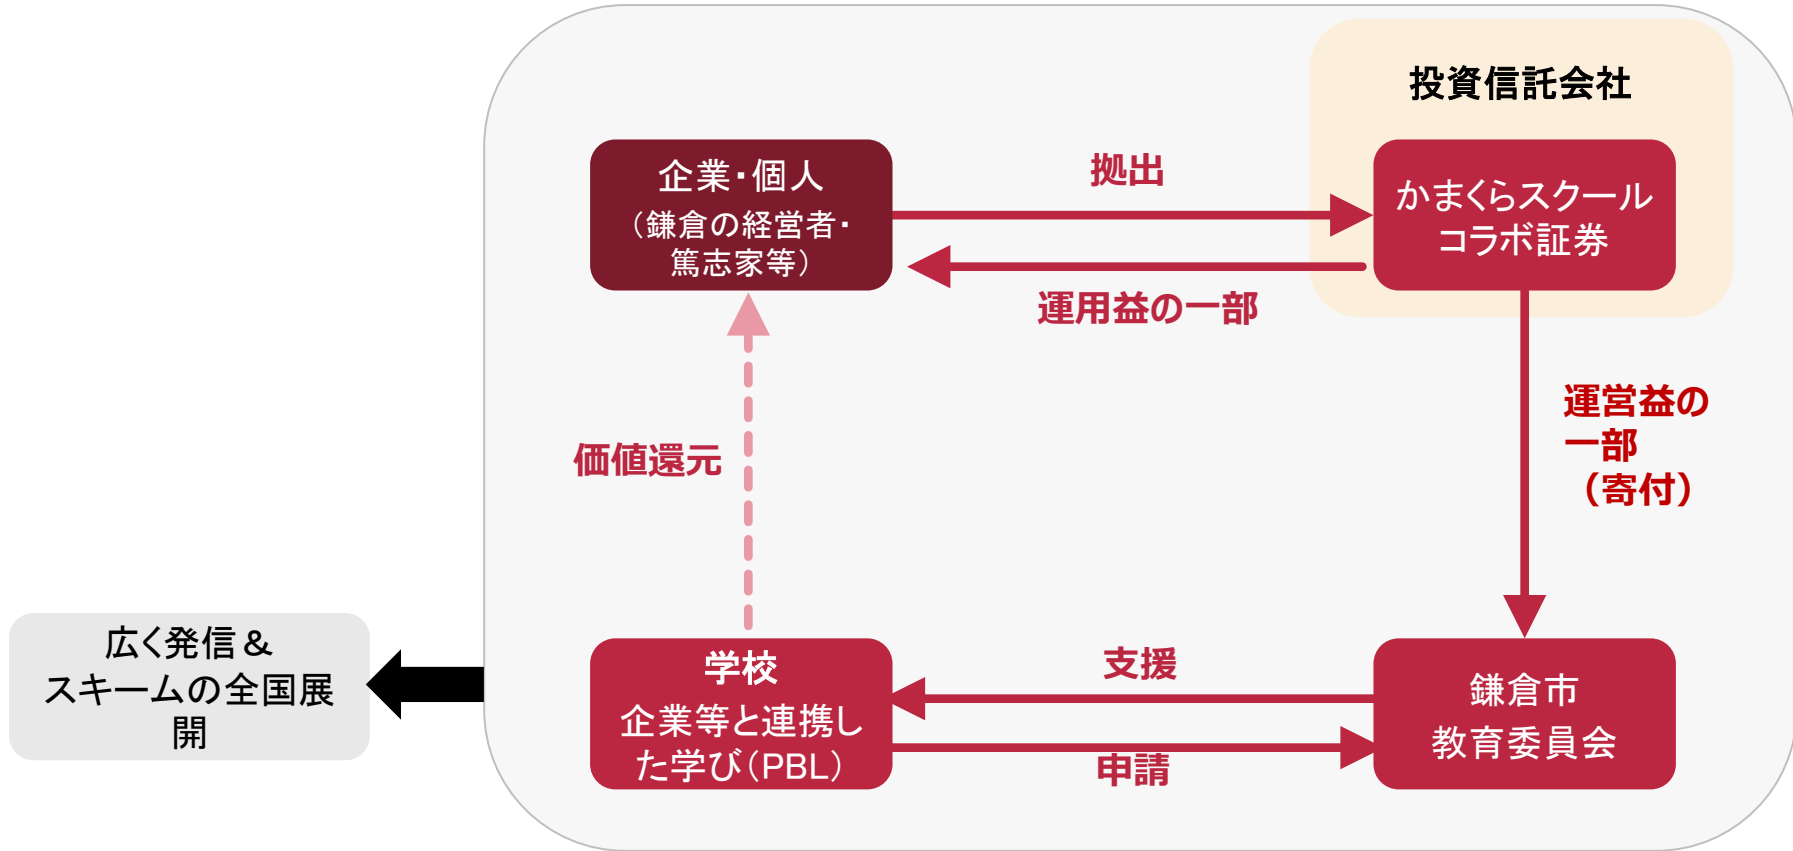 投資信託会社
企業・個人
（鎌倉の経営者・
篤志家等）
拠出
かまくらスクール
コラボ証券
運用益の一部
運営益の
一部
（寄付）
価値還元
広く発信＆
スキームの全国展
開
学校
企業等と連携し
た学び（PBL）
支援
申請
鎌倉市
教育委員会